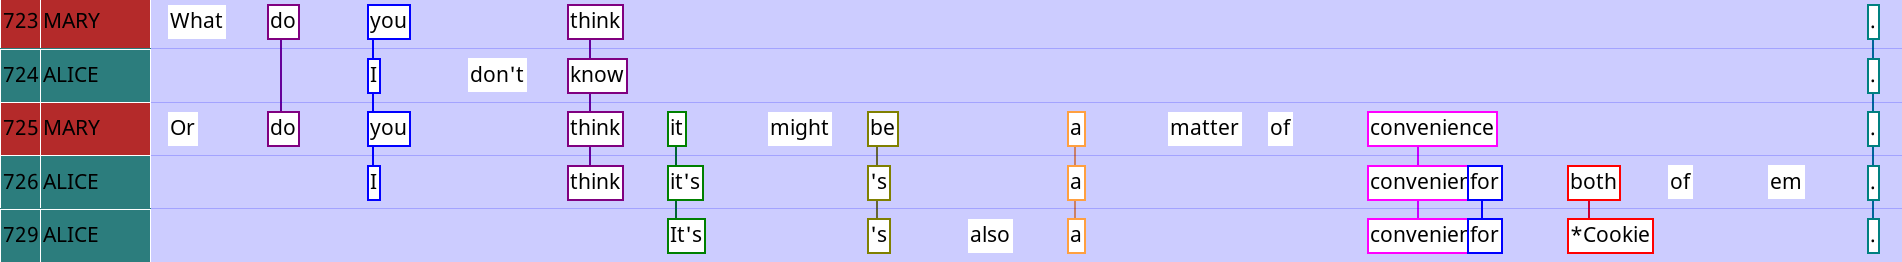 723 MARY What do you think .
724 ALICE I don't know .
725 MARY Or do you think it might be a matter of convenience .
726 ALICE I think it's 's a convenier for both of em .
729 ALICE It's 's also a convenier for *Cookie .